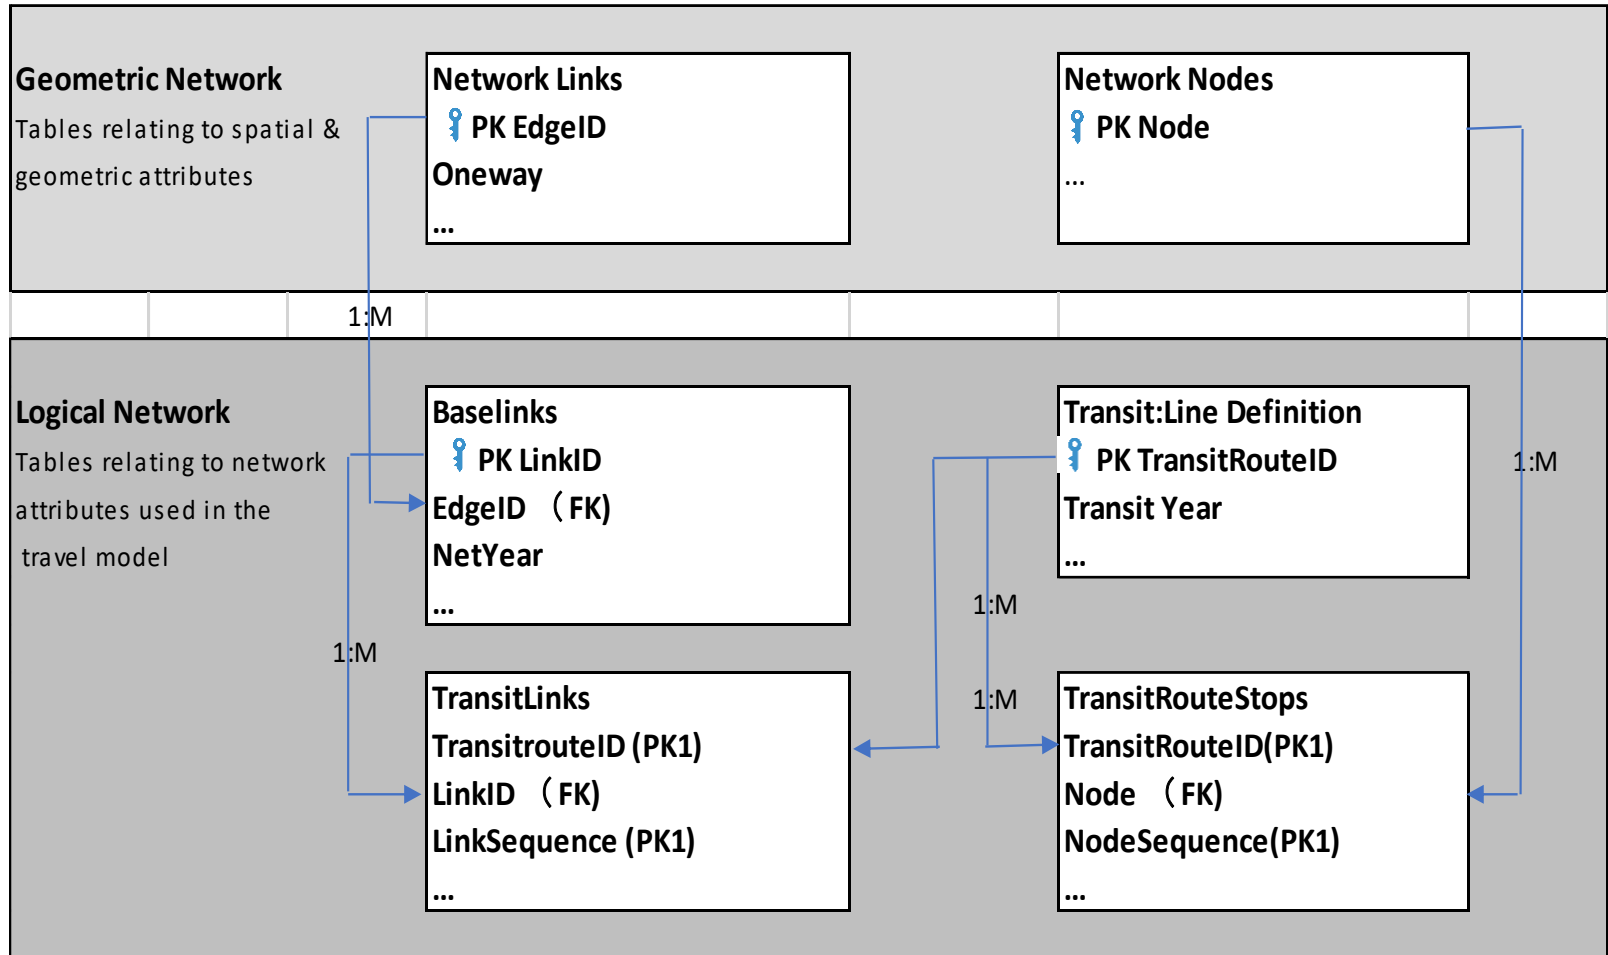 Geometric Network
Tables relating to spatial &
geometric attributes
Network Links
PK EdgeID
Oneway
...
Network Nodes
PK Node
...
1:M
Logical Network
Tables relating to network
attributes used in the
travel model
Baselinks
PK LinkID
EdgeID （FK)
NetYear
...
Transit:Line Definition
PK TransitRouteID
Transit Year
...
1:M
1:M
1:M
1:M
TransitLinks
TransitrouteID (PK1)
LinkID （FK)
LinkSequence (PK1)
...
TransitRouteStops
TransitRouteID(PK1)
Node （FK)
NodeSequence(PK1)
...